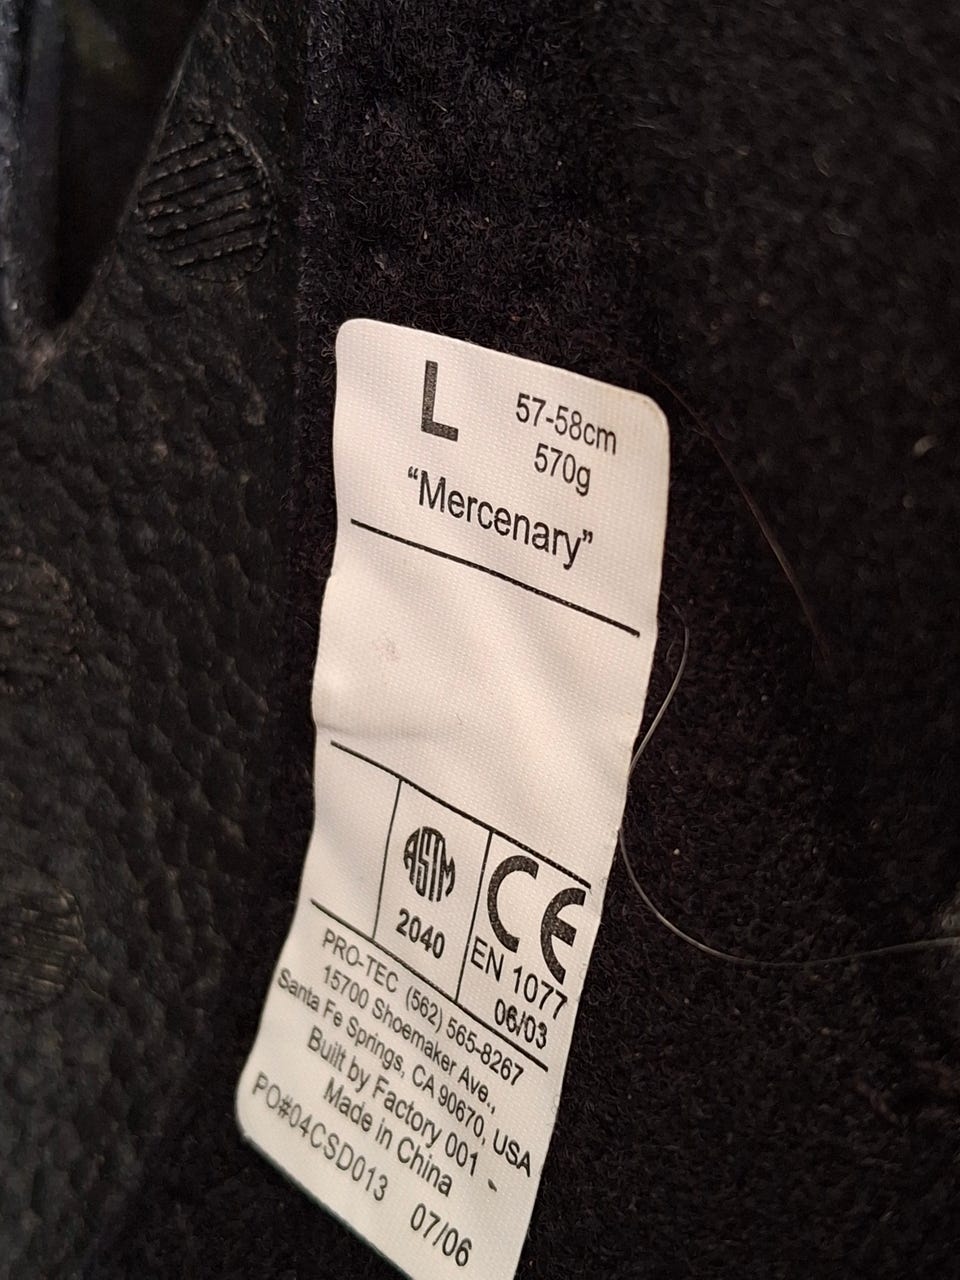 L 57-58cm
570g
“Mercenary”
ASTM
2040
CE
EN 1077
06/03
PRO-TEC (562) 565-8267
15700 Shoemaker Ave.,
Santa Fe Springs, CA 90670, USA
Built by Factory 001 -
Made in China
PO#04CSD013 07/06